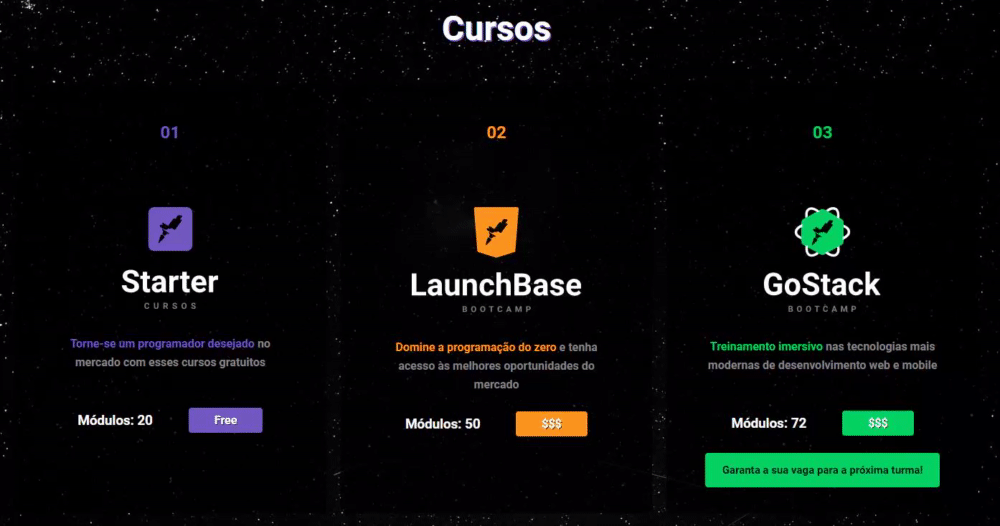 Cursos
01
Starter
CURSOS
Torne-se um programador desejado no
mercado com esses cursos gratuitos
Módulos: 20
Free
02
LaunchBase
BOOTCAMP
Domine a programação do zero e tenha
acesso às melhores oportunidades do
mercado
Módulos: 50
$$$
03
GoStack
BOOTCAMP
Treinamento imersivo nas tecnologias mais
modernas de desenvolvimento web e mobile
Módulos: 72
$$$
Garanta a sua vaga para a próxima turma!